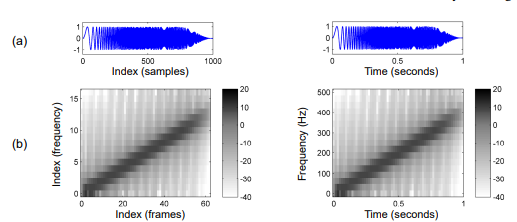 (a)
1
0
-1
0 500 1000
Index (samples)
1
0
-1
0 0.5 1
Time (seconds)
(b)
Index (frequency)
15
10
5
0
0 20 40 60
Index (frames)
20
10
0
-10
-20
-30
-40
Frequency (Hz)
500
400
300
200
100
0
0 0.5 1
Time (seconds)
20
10
0
-10
-20
-30
-40